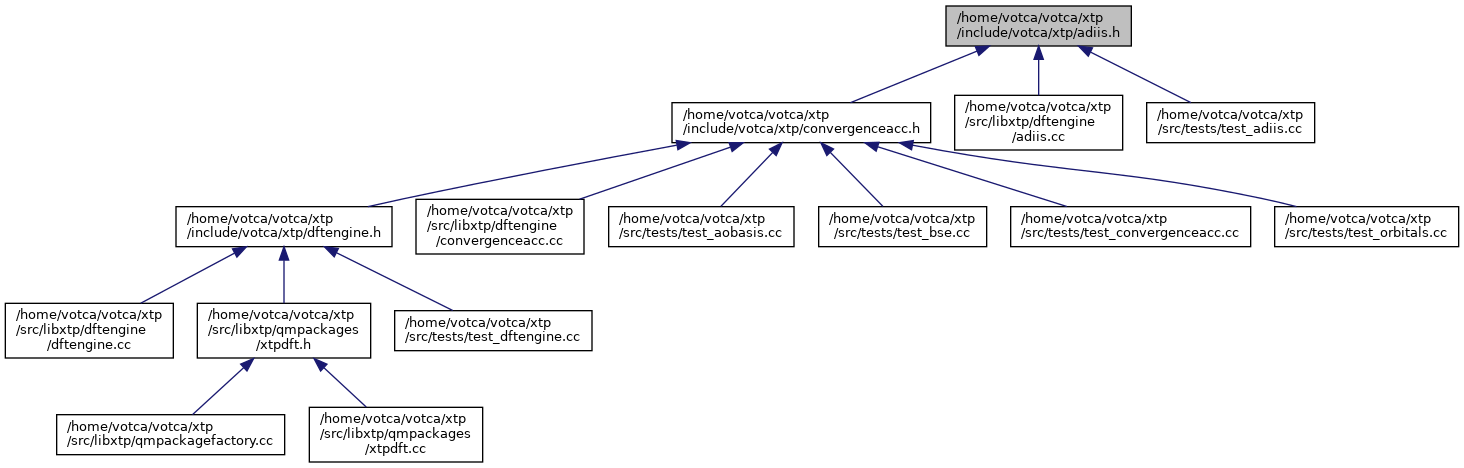 /home/votca/votca/xtp
/include/votca/xtp/adiis.h
/home/votca/votca/xtp
/include/votca/xtp/convergenceacc.h
/home/votca/votca/xtp
/src/libxtp/dftengine
/adiis.cc
/home/votca/votca/xtp
/src/tests/test_adiis.cc
/home/votca/votca/xtp
/include/votca/xtp/dftengine.h
/home/votca/votca/xtp
/src/libxtp/dftengine
/convergenceacc.cc
/home/votca/votca/xtp
/src/tests/test_aobasis.cc
/home/votca/votca/xtp
/src/tests/test_bse.cc
/home/votca/votca/xtp
/src/tests/test_convergenceacc.cc
/home/votca/votca/xtp
/src/tests/test_orbitals.cc
/home/votca/votca/xtp
/src/libxtp/dftengine
/dftengine.cc
/home/votca/votca/xtp
/src/libxtp/qmpackages
/xtpdft.h
/home/votca/votca/xtp
/src/tests/test_dftengine.cc
/home/votca/votca/xtp
/src/libxtp/qmpackagefactory.cc
/home/votca/votca/xtp
/src/libxtp/qmpackages
/xtpdft.cc